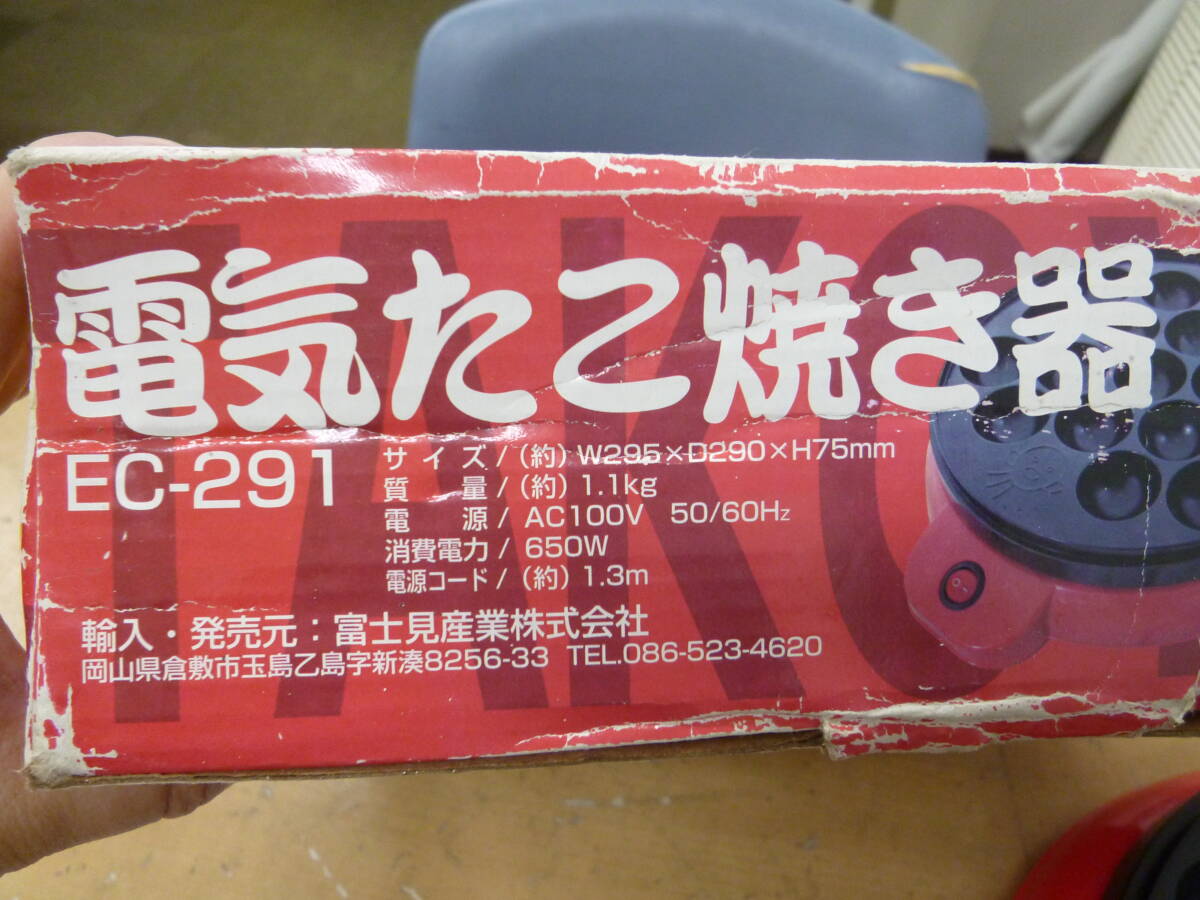 TAKOY
電気たこ焼き器
EC-291
サイズ/(約)W295×D290×H75mm
質量/(約)1.1kg
電源/AC100V 50/60Hz
消費電力/650W
電源コード/(約)1.3m
輸入・発売元:富士見産業株式会社
岡山県倉敷市玉島乙島字新湊8256-33 TEL.086-523-4620